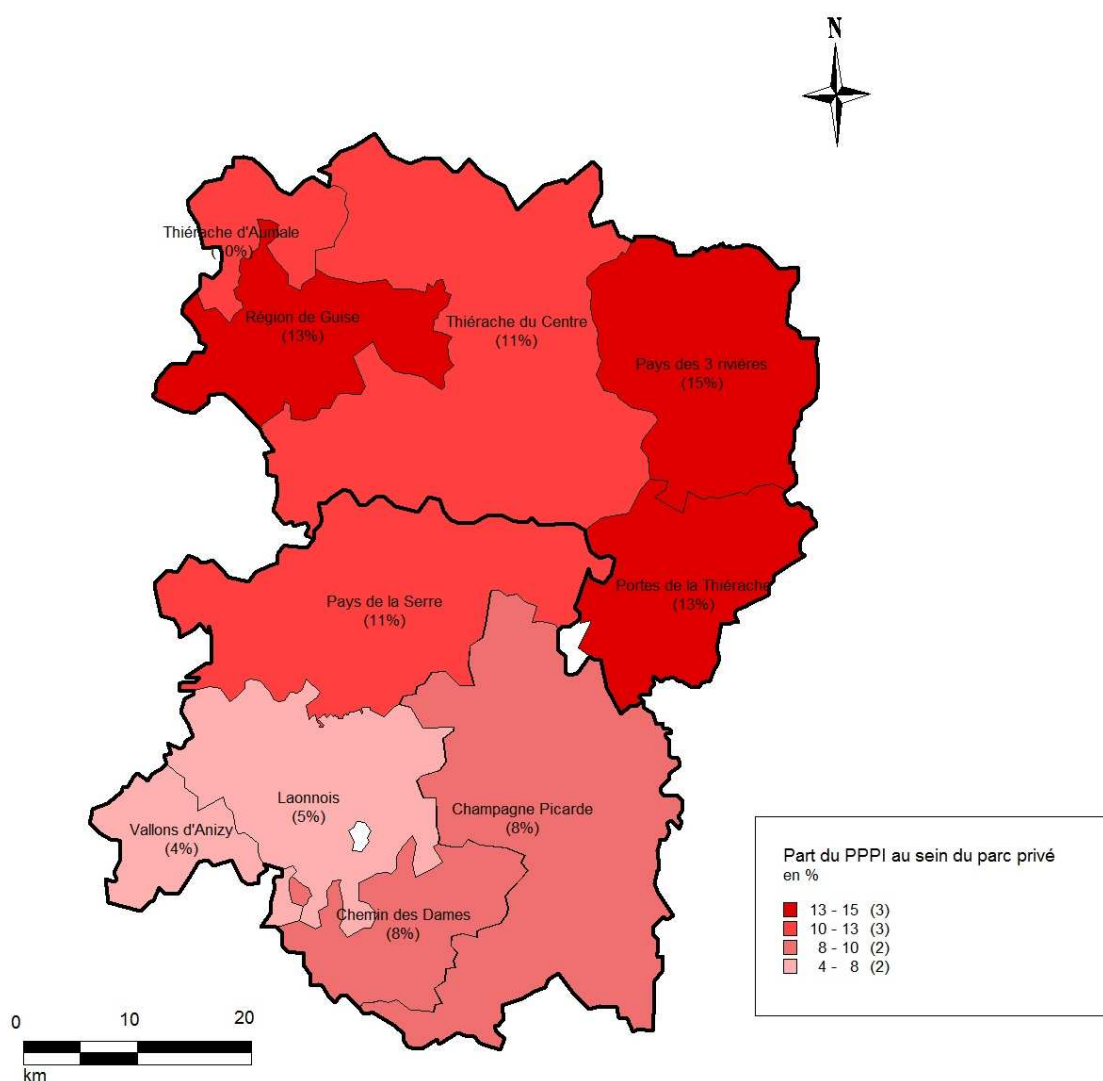 N
Thiérache d'Aumale
Région de Guise
(13%)
Thiérache du Centre
(11%)
Pays des 3 rivières
(15%)
Portes de la Thiérache
(13%)
Pays de la Serre
(11%)
Laonnois
(5%)
Vallons d'Anizy
(4%)
Champagne Picarde
(8%)
Chemin des Dames
(8%)
Part du PPPI au sein du parc privé
en %
13 - 15 (3)
10 - 13 (3)
8 - 10 (2)
4 - 8 (2)
0 10 20
km